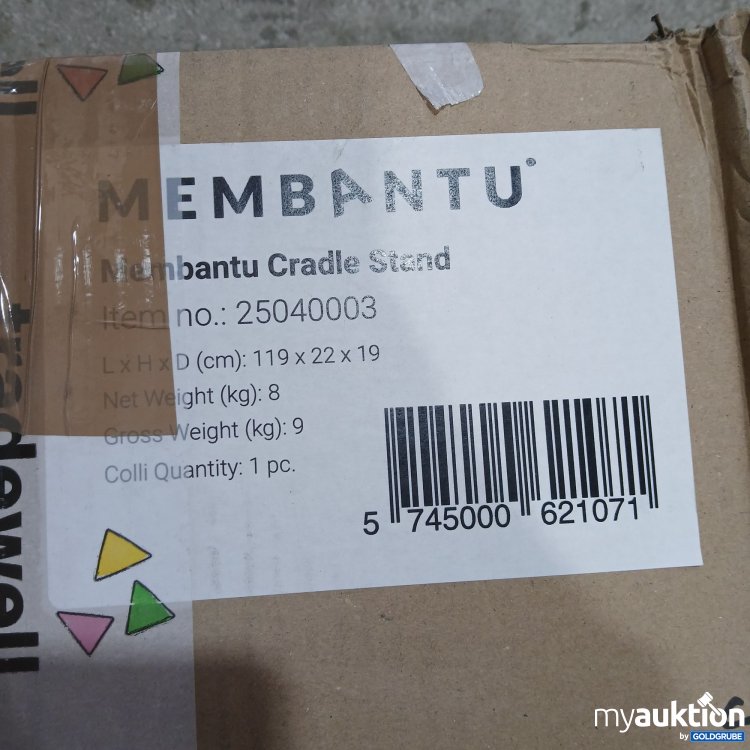 MEMBANTU®
Membantu Cradle Stand
Item no.: 25040003
L x H x D (cm): 119 x 22 x 19
Net Weight (kg): 8
Gross Weight (kg): 9
Colli Quantity: 1 pc.
5 745000 621071
tradewell
myauktion
by GOLDGRUBE